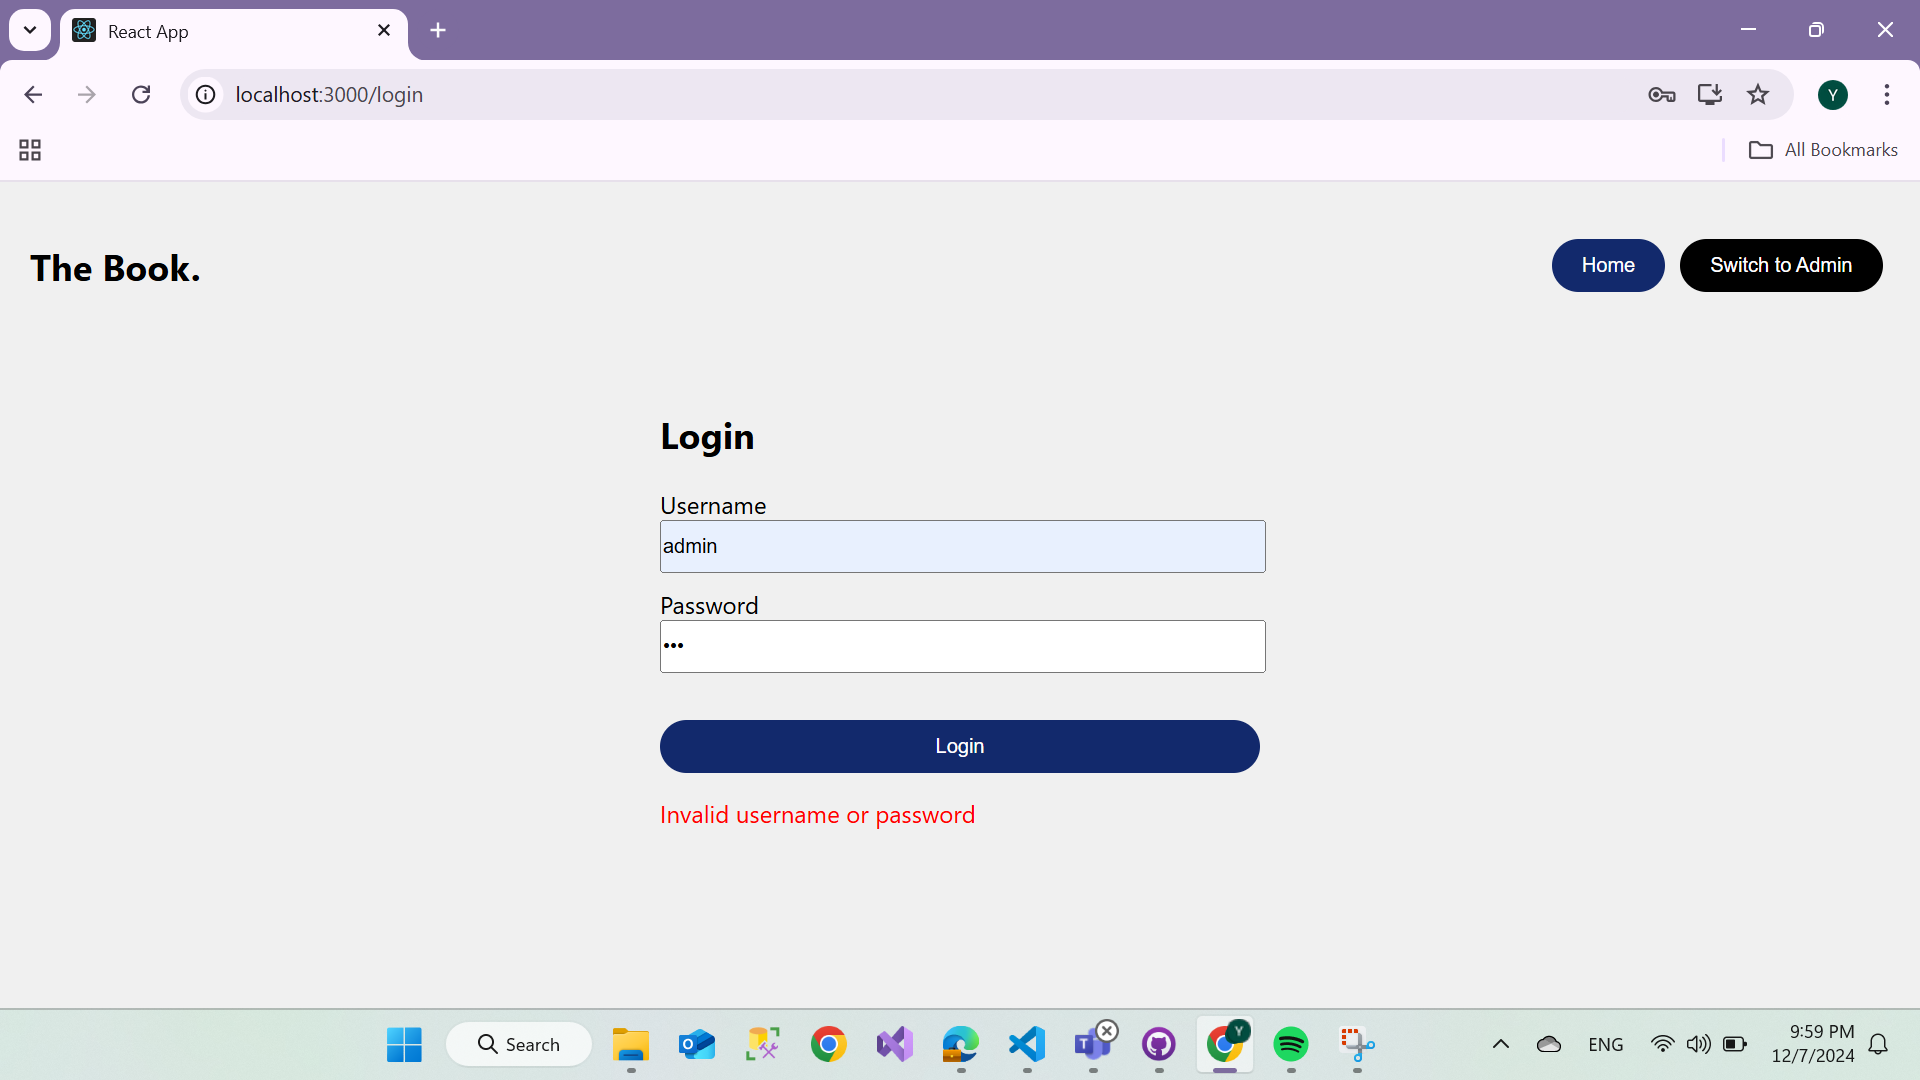 React App
localhost:3000/login
Y
All Bookmarks
The Book.
Home
Switch to Admin
Login
Username
admin
Password
•••
Login
Invalid username or password
Search
Y
ENG
9:59 PM
12/7/2024